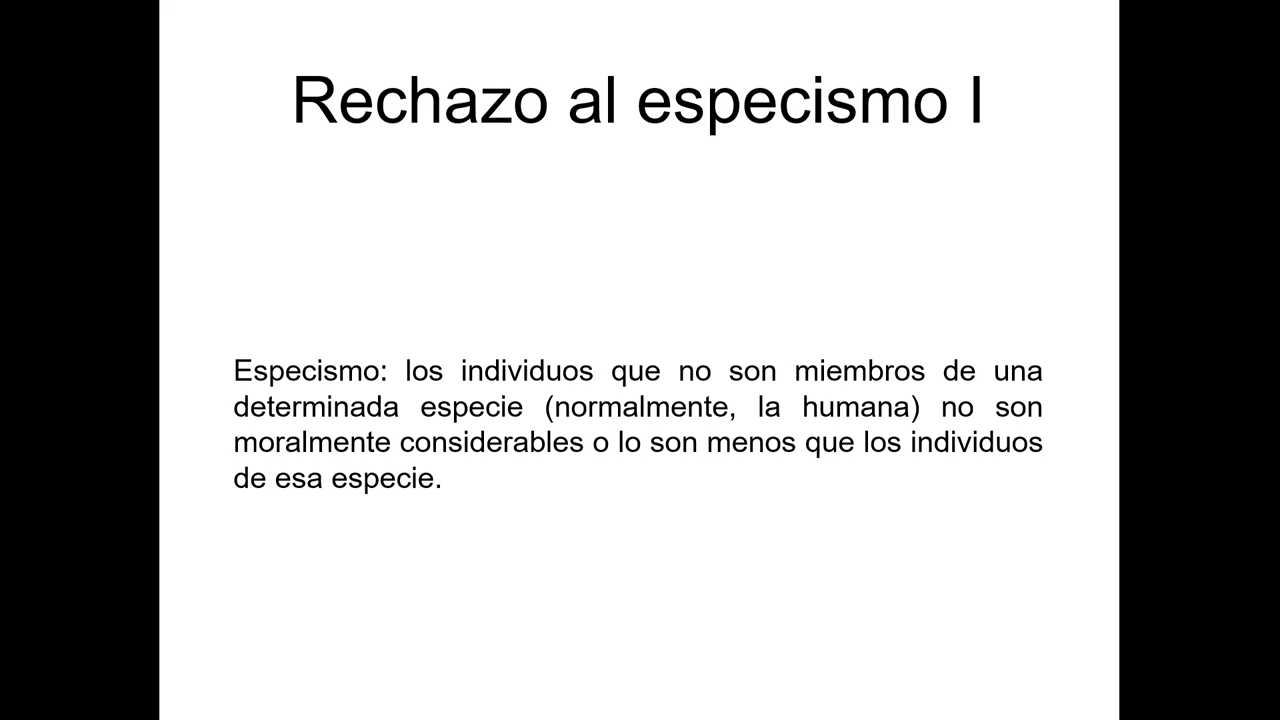 Rechazo al especismo I
Especismo: los individuos que no son miembros de una
determinada especie (normalmente, la humana) no son
moralmente considerables o lo son menos que los individuos
de esa especie.